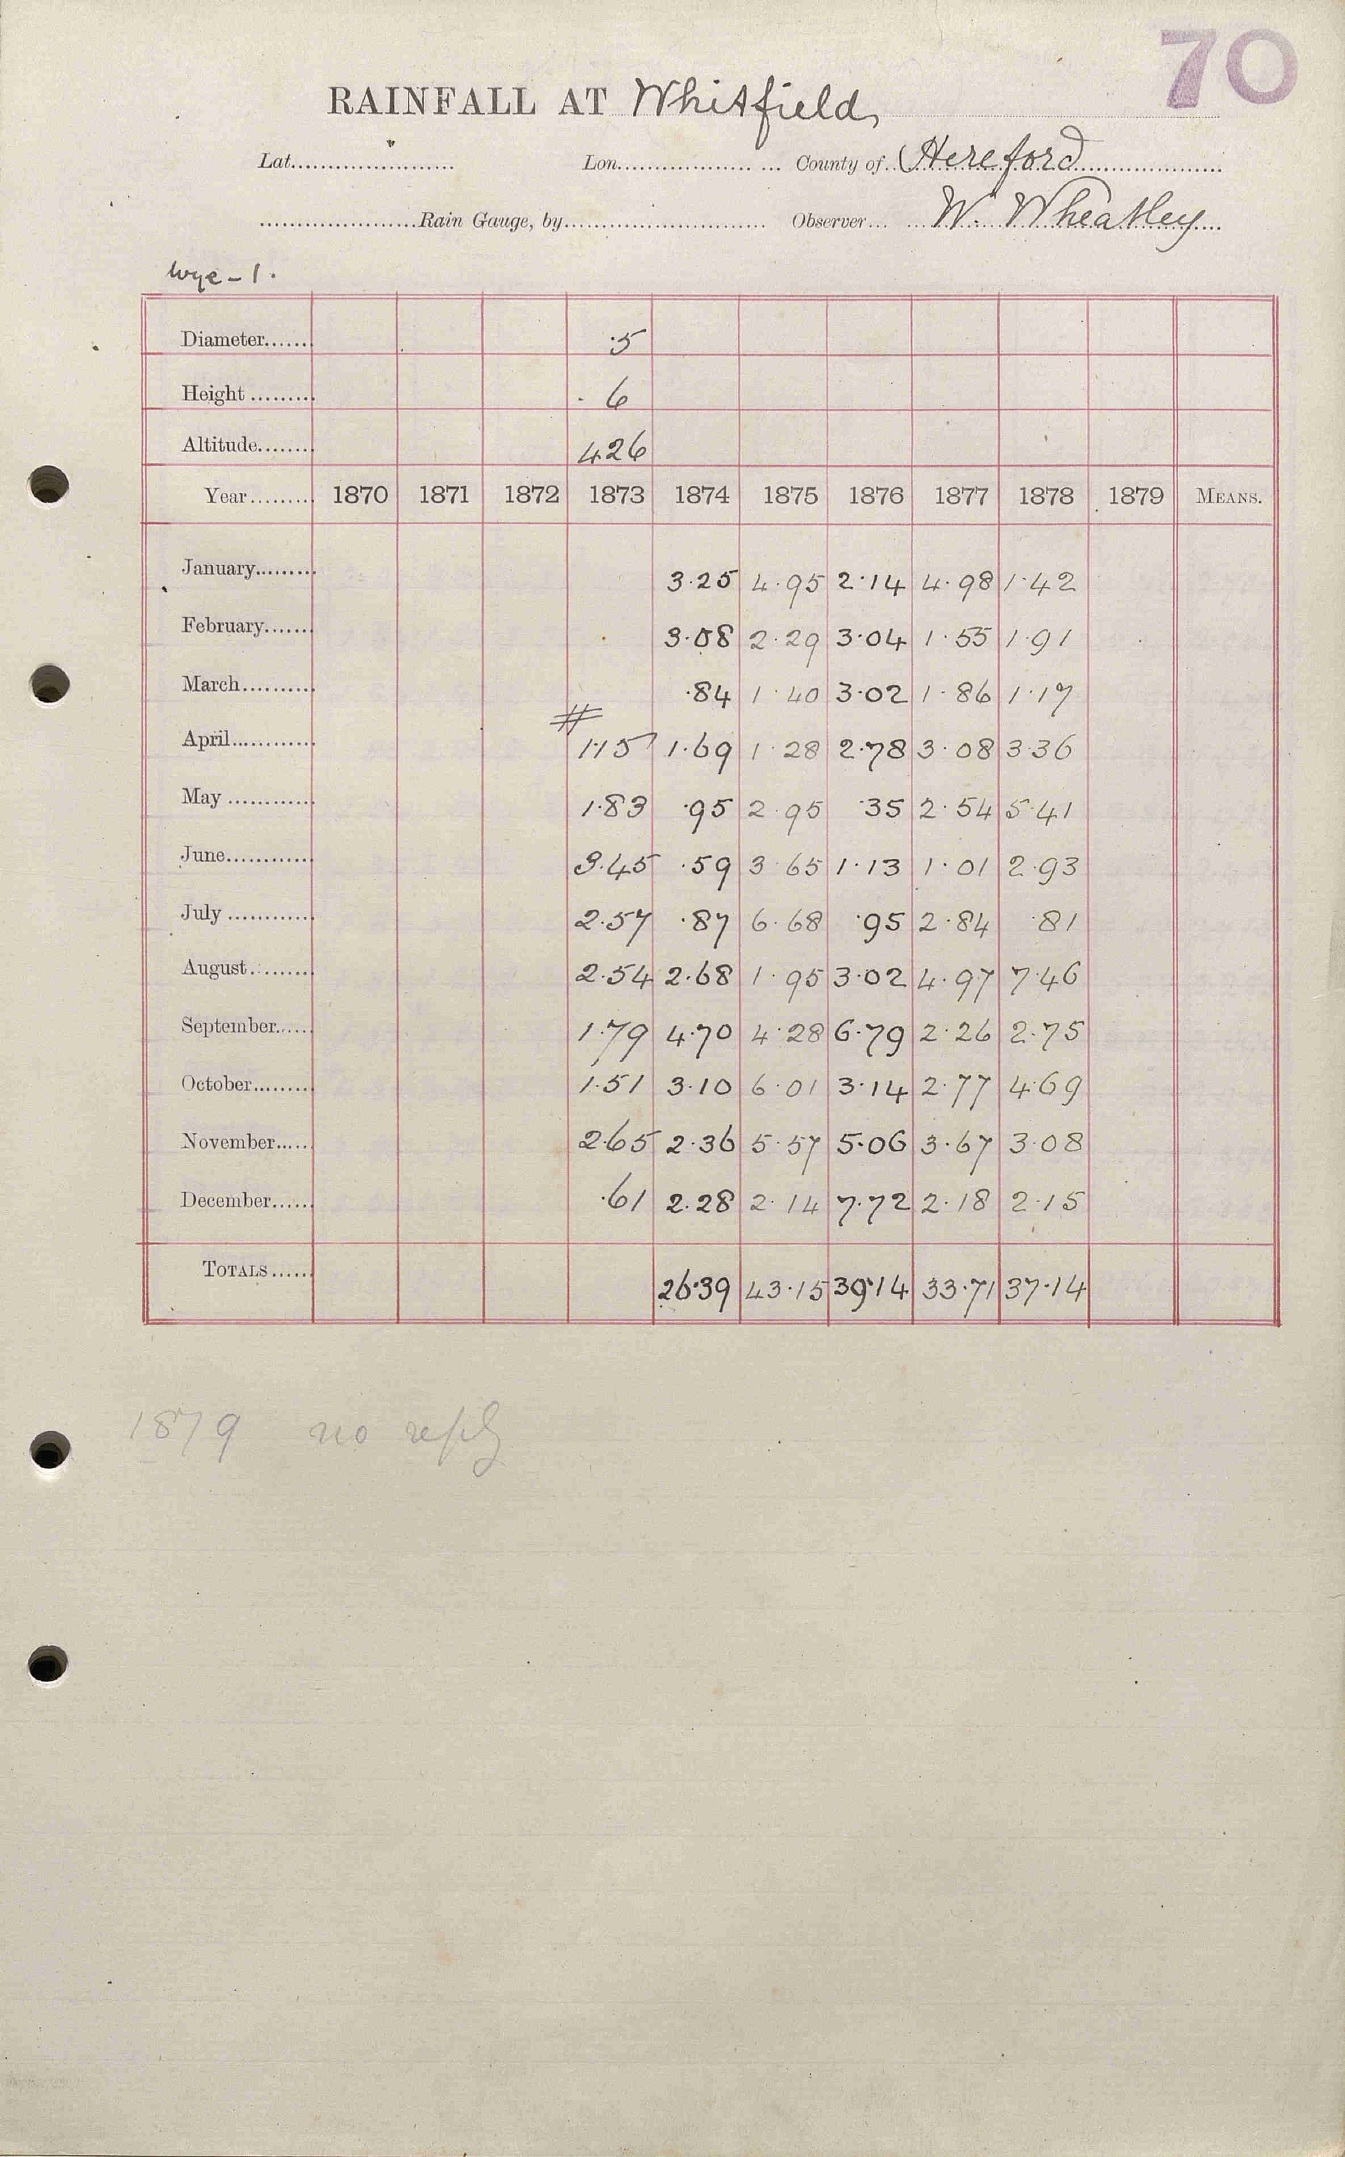 70
RAINFALL AT Whitfield,
Lat. Lon. County of Hereford
Rain Gauge, by Observer W. Wheatley
Wye - 1.
Diameter 5
Height 6
Altitude 426
Year 1870 1871 1872 1873 1874 1875 1876 1877 1878 1879 MEANS.
January 3.25 4.95 2.14 4.98 1.42
February 3.08 2.29 3.04 1.55 1.91
March .84 1.40 3.02 1.86 1.17
#
April 1.15 1.69 1.28 2.78 3.08 3.36
May 1.83 .95 2.95 .35 2.54 5.41
June 3.45 .59 3.65 1.13 1.01 2.93
July 2.57 .87 6.68 .95 2.84 .81
August 2.54 2.68 1.95 3.02 4.97 7.46
September 1.79 4.70 4.28 6.79 2.26 2.75
October 1.51 3.10 6.01 3.14 2.77 4.69
November 2.65 2.36 5.57 5.06 3.67 3.08
December .61 2.28 2.14 7.72 2.18 2.15
TOTALS 26.39 43.15 39.14 33.71 37.14
1879 no reply